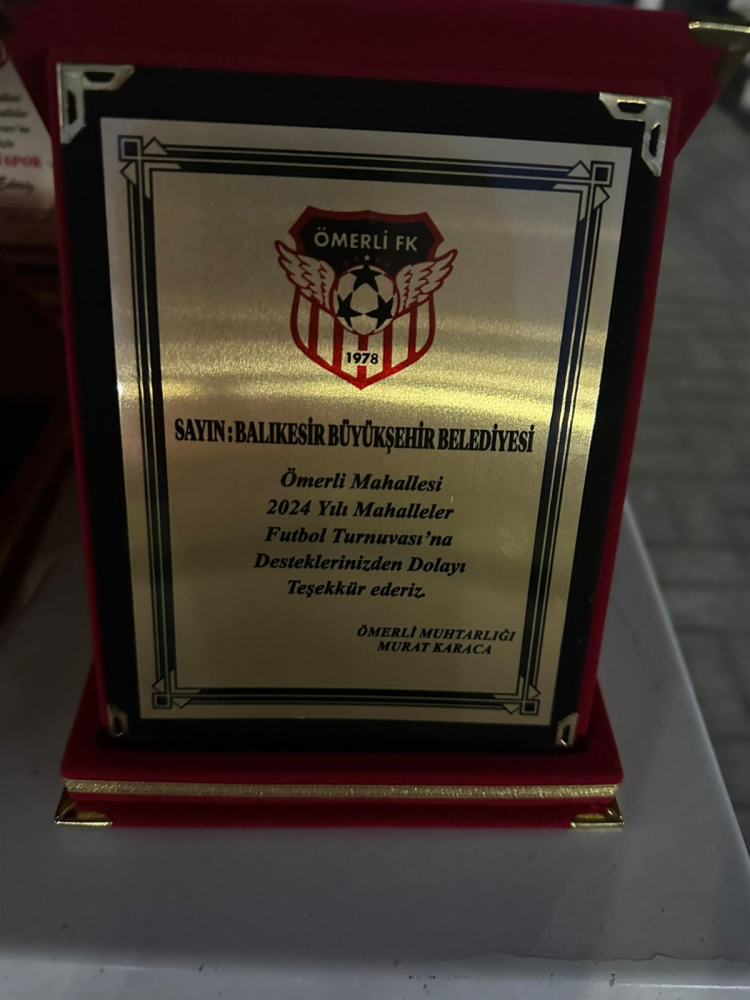 ÖMERLİ FK
1978
SAYIN : BALIKESİR BÜYÜKŞEHİR BELEDİYESİ
Ömerli Mahallesi
2024 Yılı Mahalleler
Futbol Turnuvası'na
Desteklerinizden Dolayı
Teşekkür ederiz.
ÖMERLİ MUHTARLIĞI
MURAT KARACA
SPOR